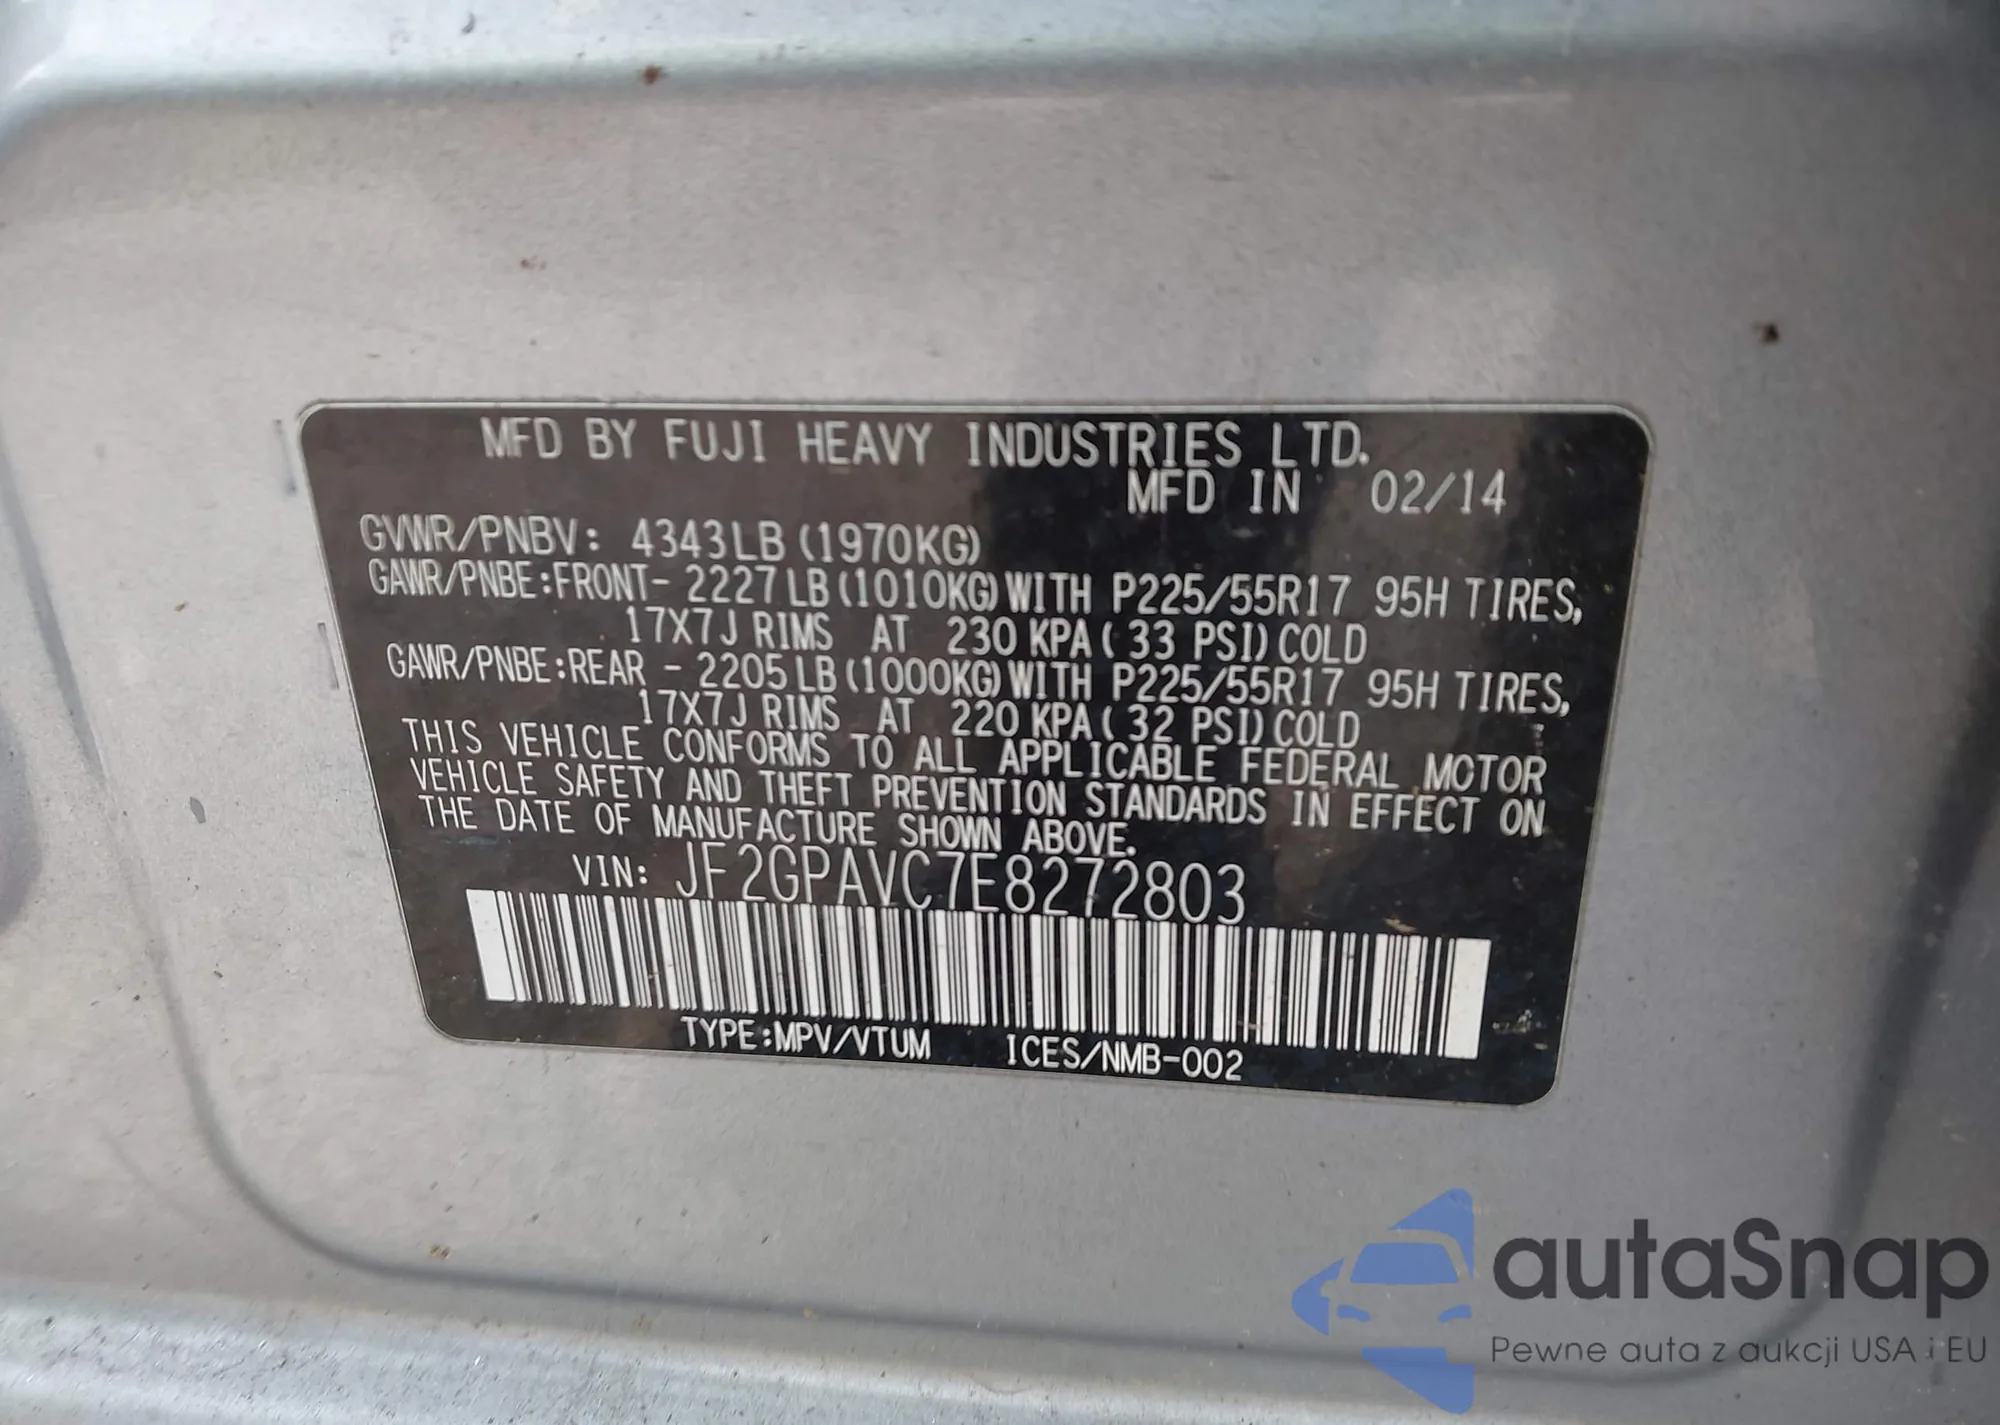 MFD BY FUJI HEAVY INDUSTRIES LTD.
MFD IN 02/14
GVWR/PNBV: 4343LB (1970KG)
GAWR/PNBE:FRONT- 2227LB (1010KG) WITH P225/55R17 95H TIRES,
17X7J RIMS AT 230 KPA( 33 PSI) COLD
GAWR/PNBE:REAR - 2205LB (1000KG) WITH P225/55R17 95H TIRES,
17X7J RIMS AT 220 KPA( 32 PSI) COLD
THIS VEHICLE CONFORMS TO ALL APPLICABLE FEDERAL MOTOR
VEHICLE SAFETY AND THEFT PREVENTION STANDARDS IN EFFECT ON
THE DATE OF MANUFACTURE SHOWN ABOVE.
VIN: JF2GPAVC7E8272803
TYPE:MPV/VTUM ICES/NMB-002
autaSnap
Pewne auta z aukcji USA i EU